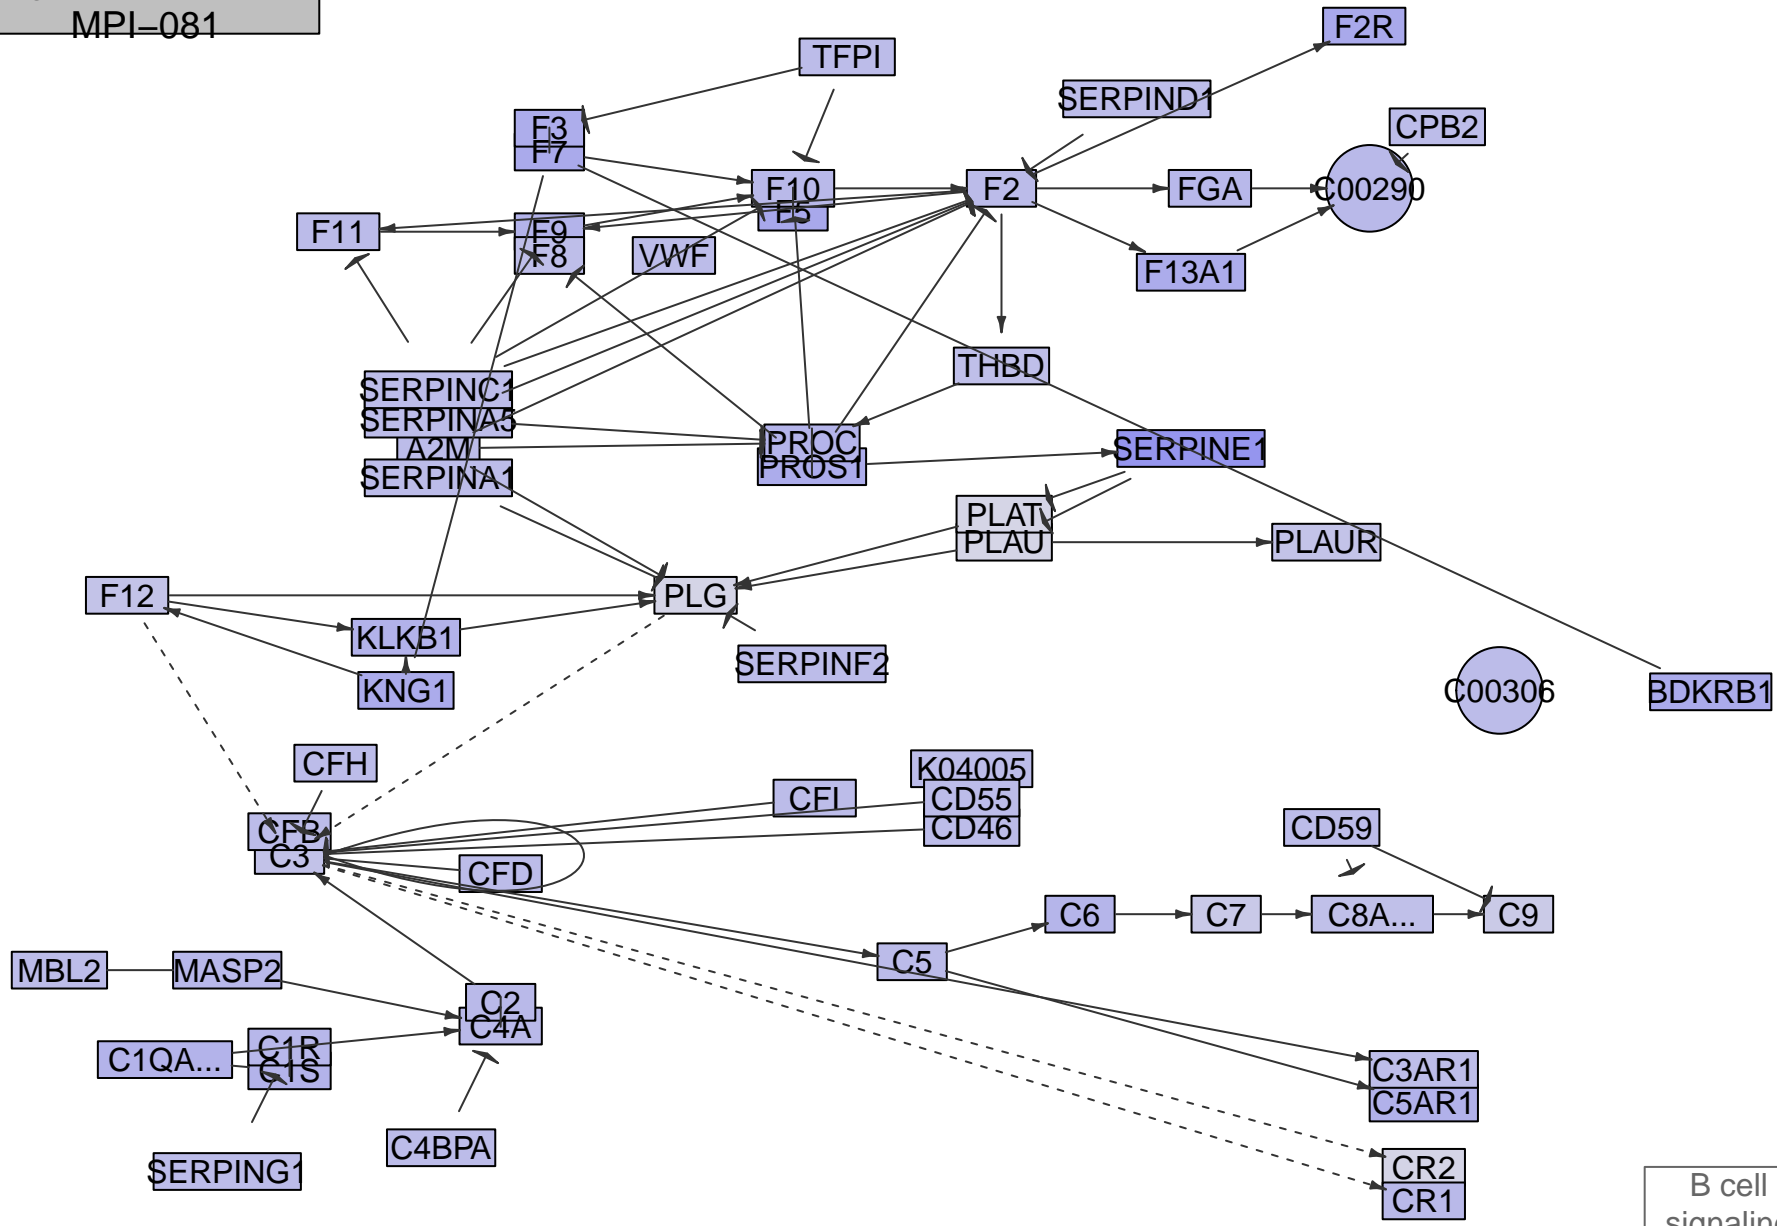 MPI–081
F2R
TFPI
SERPIND1
CPB2
F3
F7
F10
F5
F2
FGA
C00290
F11
F9
F8
VWF
F13A1
THBD
SERPINC1
SERPINA5
A2M
SERPINA1
PROC
PROS1
SERPINE1
PLAT
PLAU
PLAUR
F12
PLG
KLKB1
SERPINF2
KNG1
C00306
BDKRB1
CFH
K04005
CFI
CD55
CD46
CFB
C3
CD59
CFD
C6
C7
C8A...
C9
C5
MBL2
MASP2
C2
C4A
C1QA...
C1R
C1S
C3AR1
C5AR1
C4BPA
SERPING1
CR2
CR1
B cell
signaling